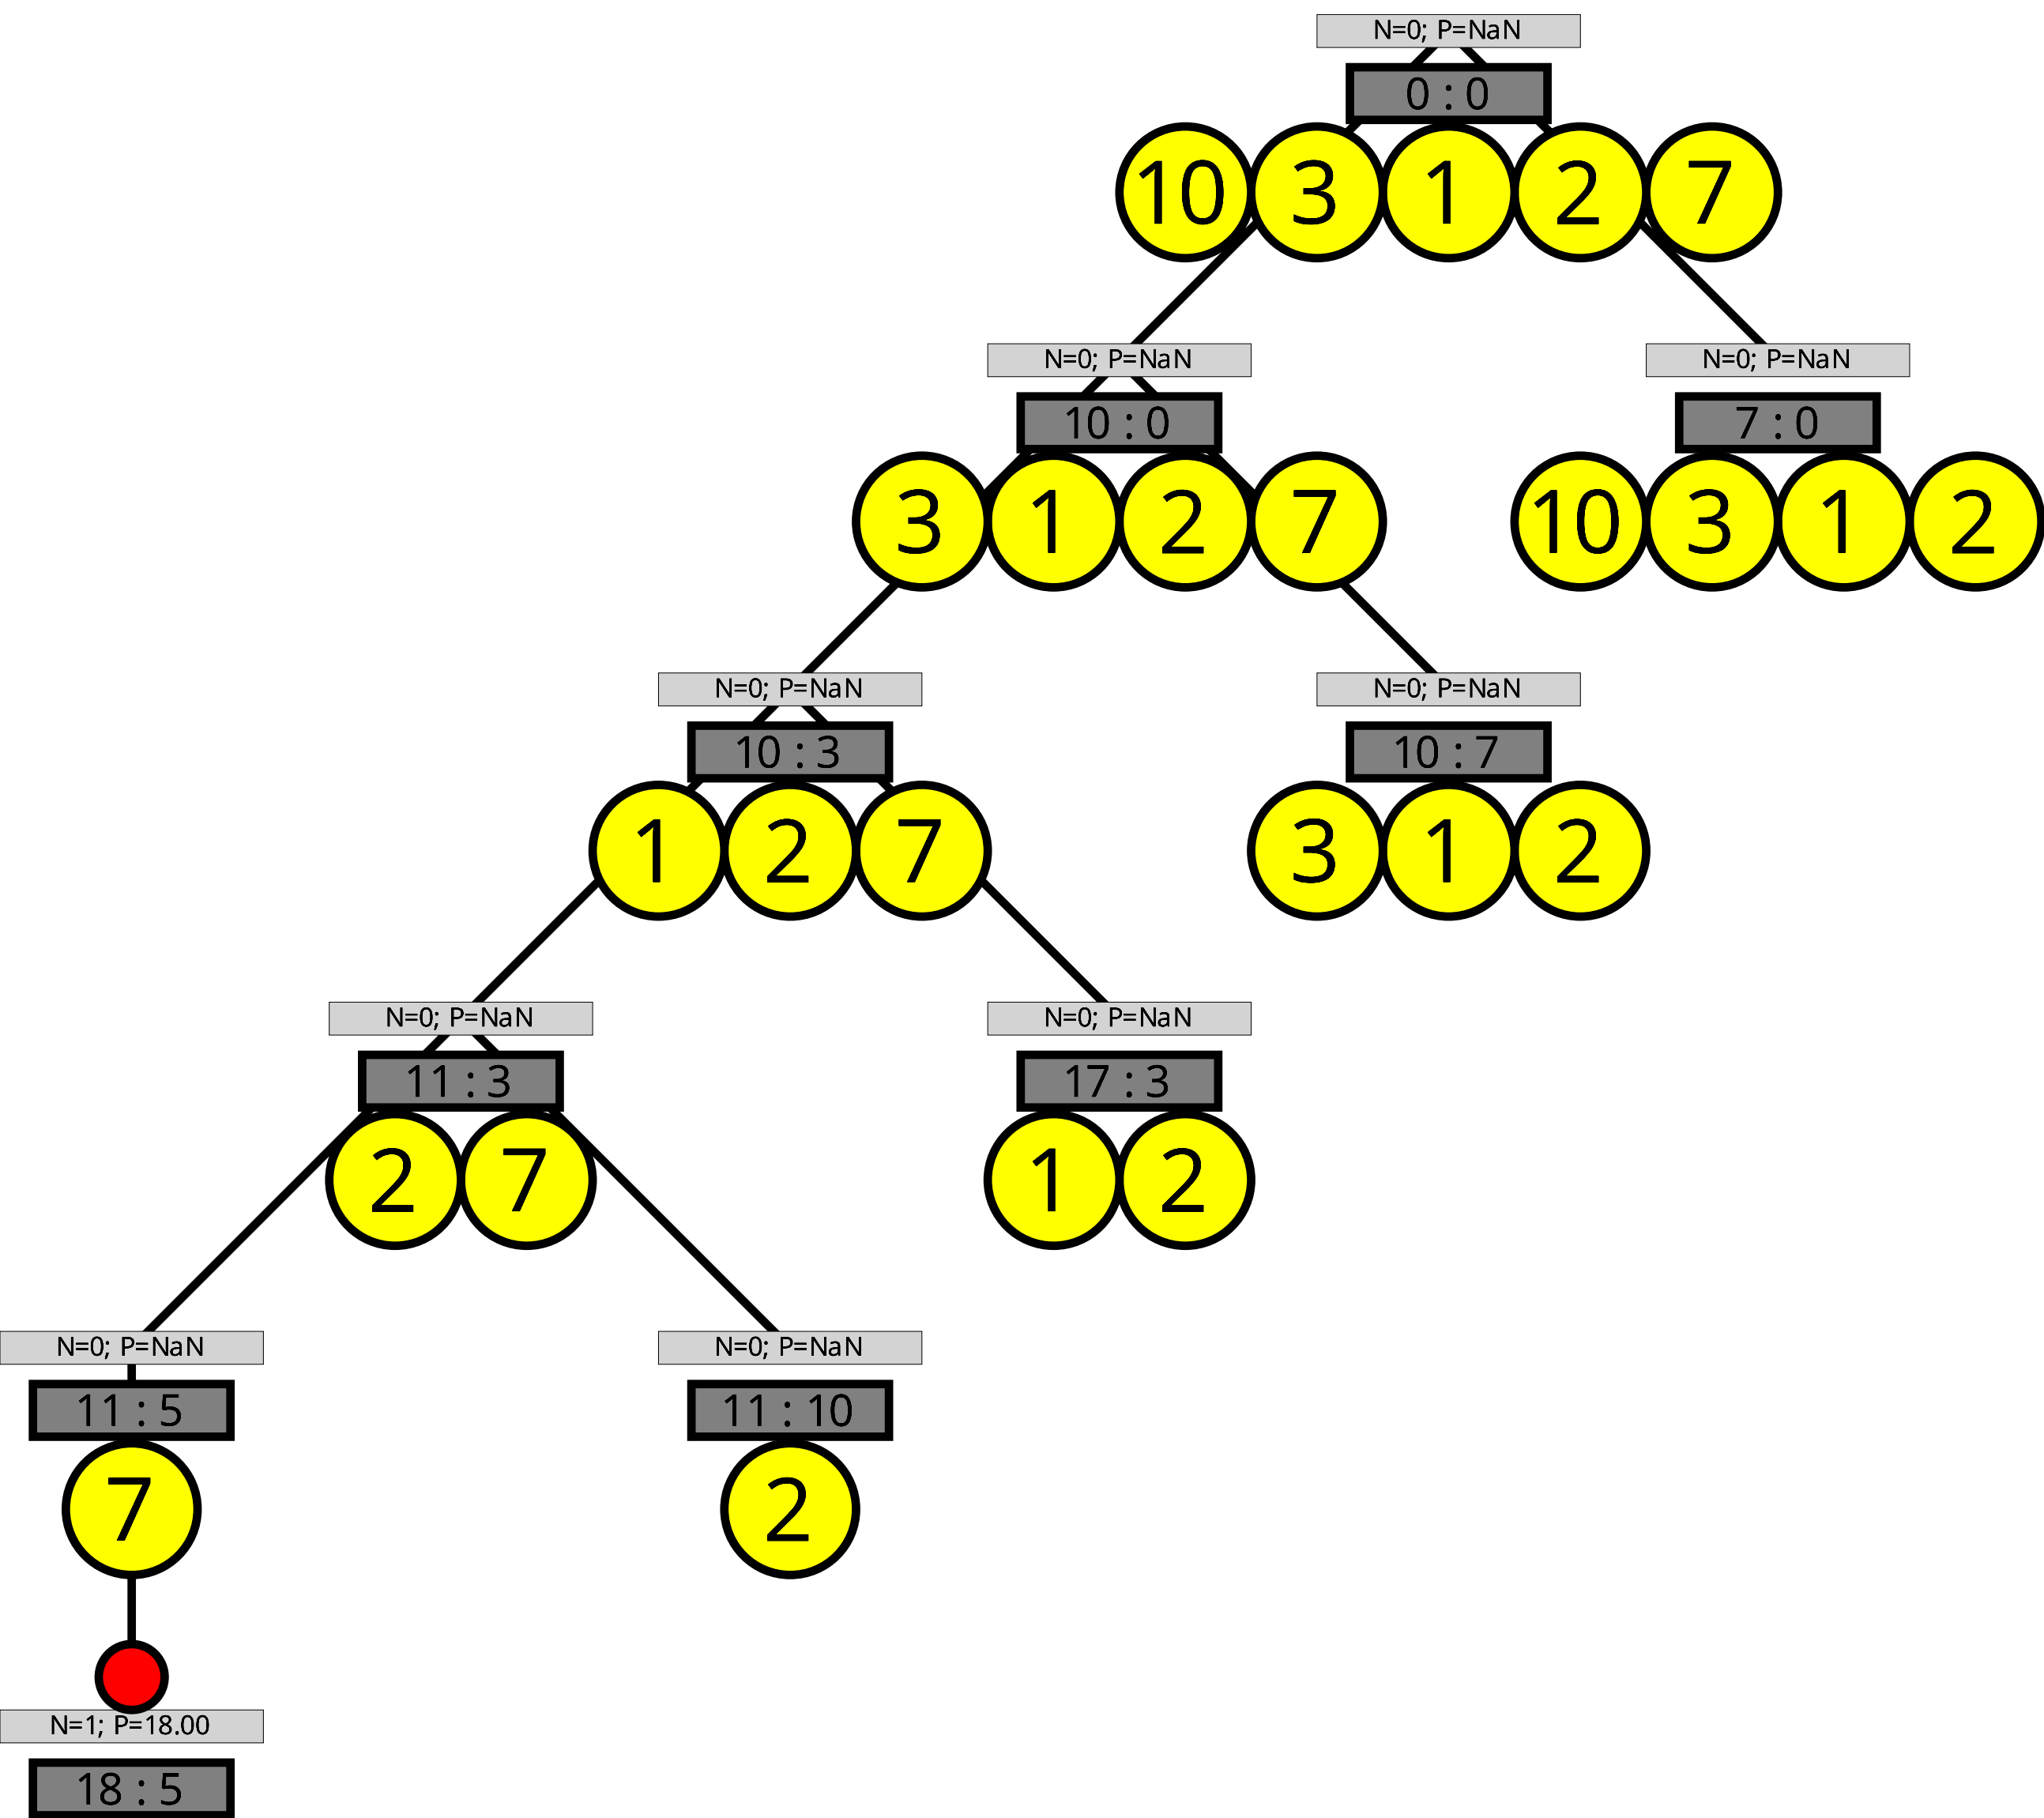 N=0; P=NaN
0 : 0
10 3 1 2 7
N=0; P=NaN N=0; P=NaN
10 : 0 7 : 0
3 1 2 7 10 3 1 2
N=0; P=NaN N=0; P=NaN
10 : 3 10 : 7
1 2 7 3 1 2
N=0; P=NaN N=0; P=NaN
11 : 3 17 : 3
2 7 1 2
N=0; P=NaN N=0; P=NaN
11 : 5 11 : 10
7 2
N=1; P=18.00
18 : 5